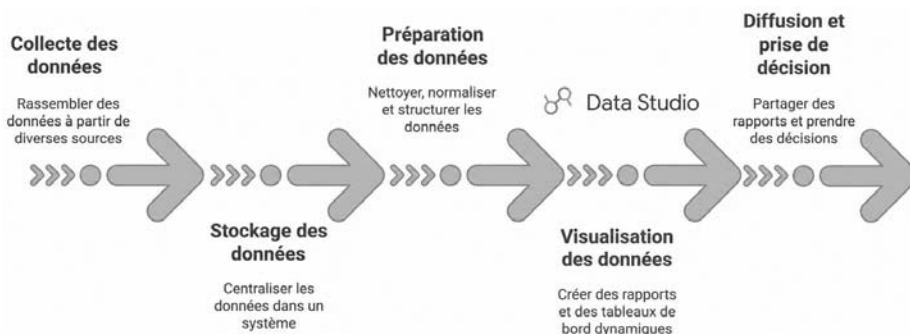 Collecte des
données
Rassembler des
données à partir de
diverses sources
Stockage des
données
Centraliser les
données dans un
système
Préparation
des données
Nettoyer, normaliser
et structurer les
données
Data Studio
Visualisation
des données
Créer des rapports
et des tableaux de
bord dynamiques
Diffusion et
prise de
décision
Partager des
rapports et prendre
des décisions